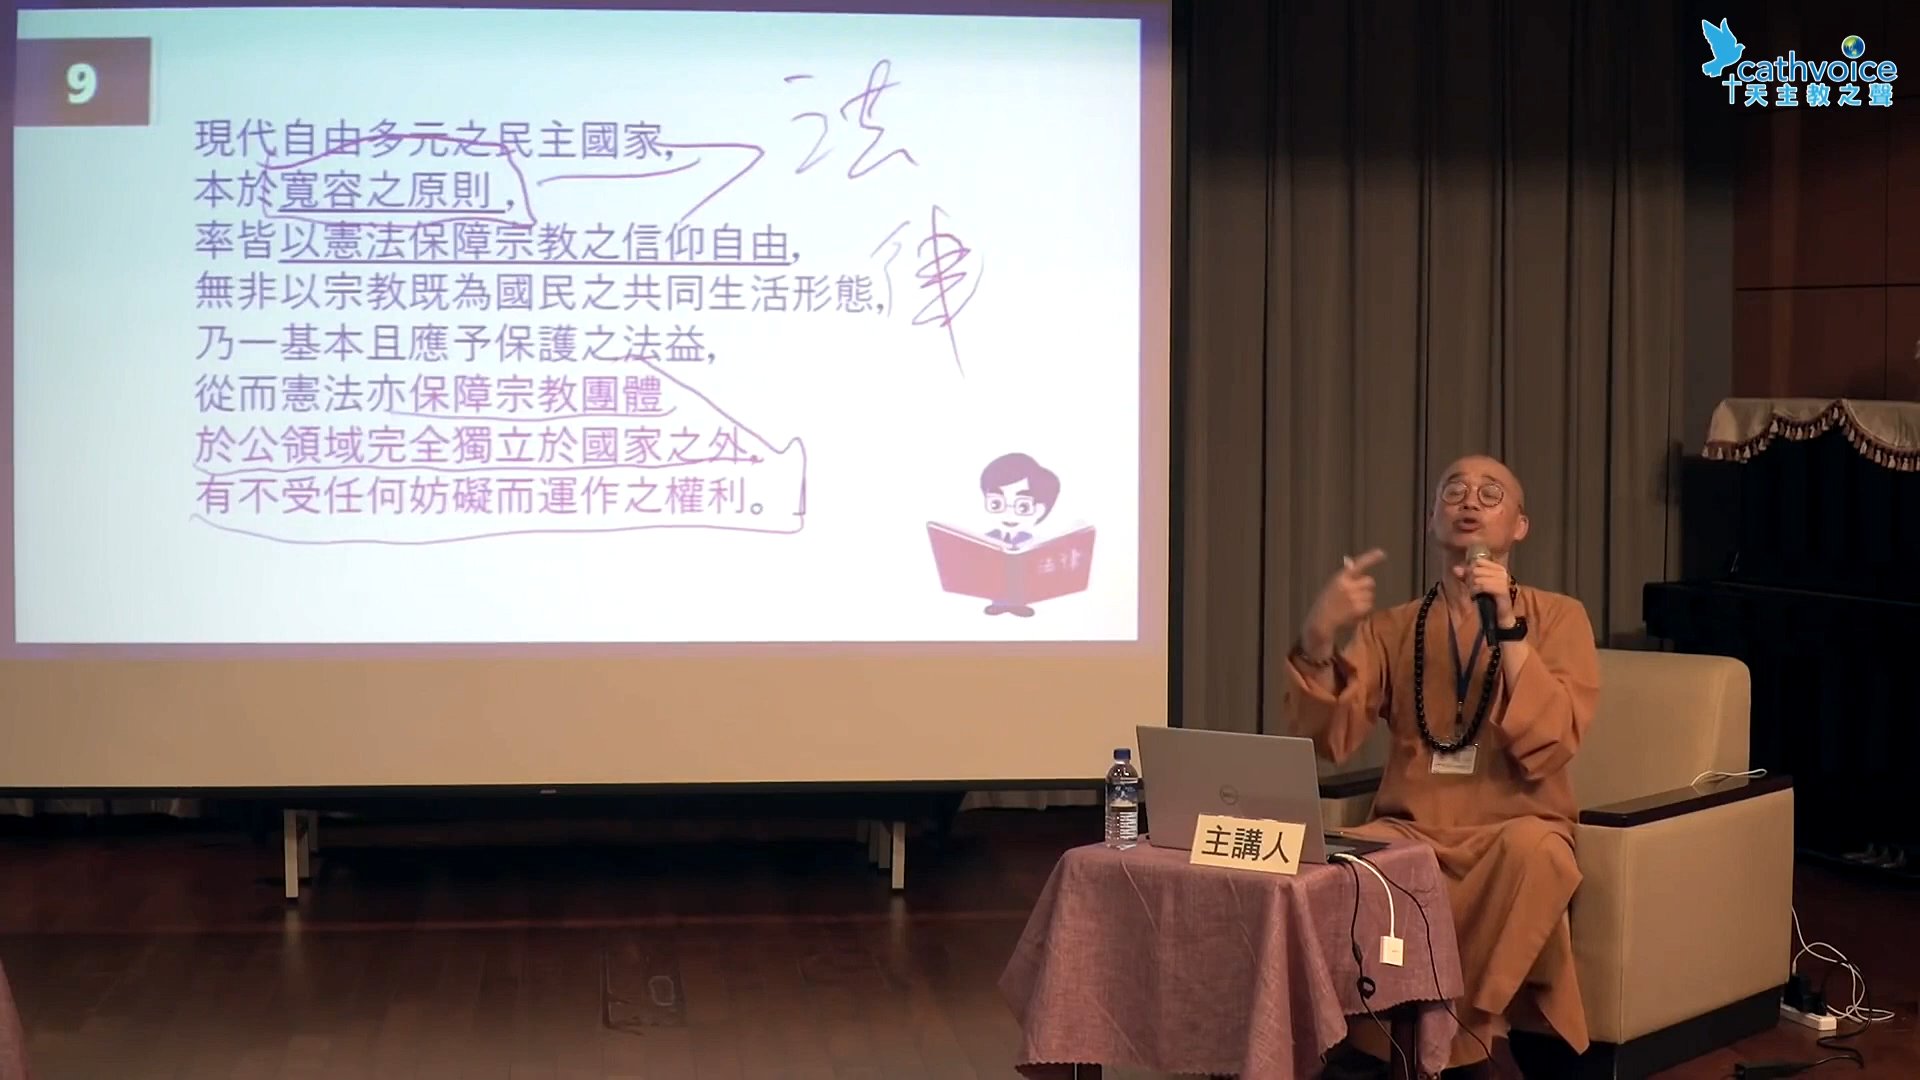 9
現代自由多元之民主國家,
本於寬容之原則,
率皆以憲法保障宗教之信仰自由,
無非以宗教既為國民之共同生活形態,
乃一基本且應予保護之法益,
從而憲法亦保障宗教團體
於公領域完全獨立於國家之外,
有不受任何妨礙而運作之權利。
法
律
法律
cathvoice
天主教之聲
主講人
DELL